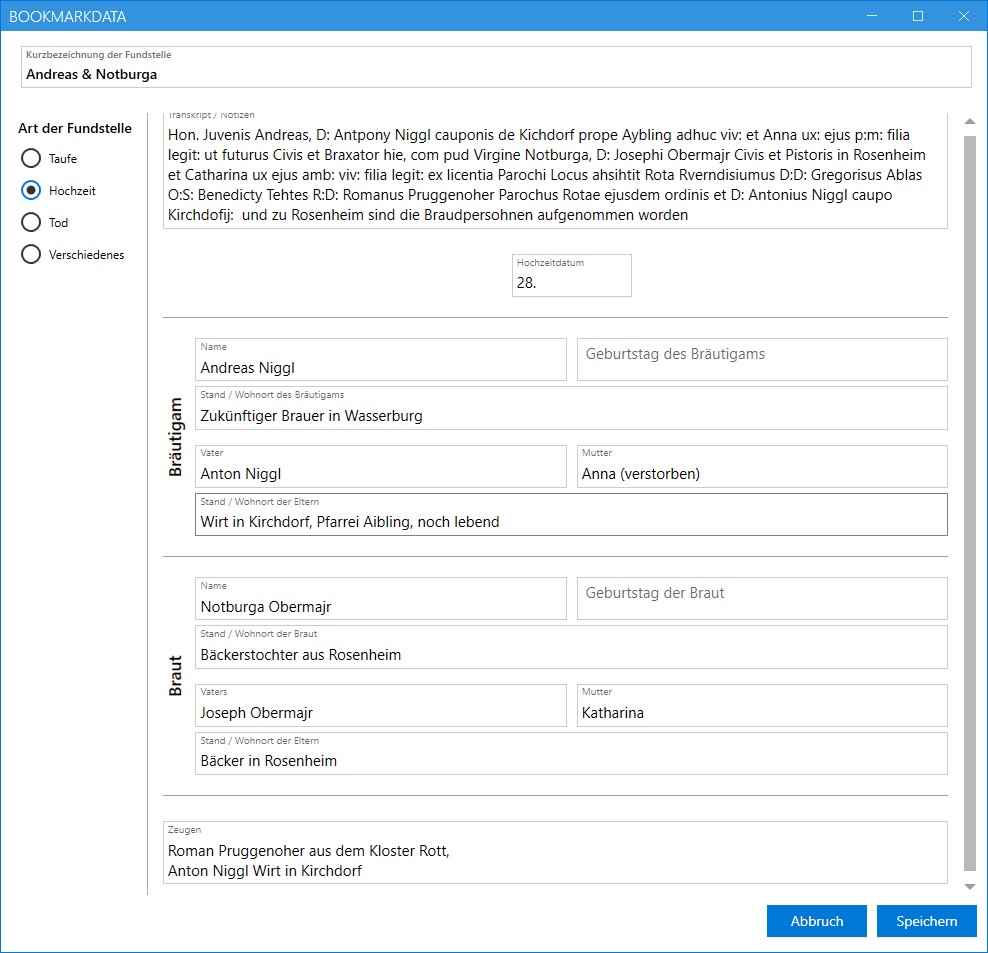 BOOKMARKDATA
Kurzbezeichnung der Fundstelle
Andreas & Notburga
Art der Fundstelle
Taufe
Hochzeit
Tod
Verschiedenes
Transkript / Notizen
Hon. Juvenis Andreas, D: Antpony Niggl cauponis de Kichdorf prope Aybling adhuc viv: et Anna ux: ejus p:m: filia
legit: ut futurus Civis et Braxator hie, com pud Virgine Notburga, D: Josephi Obermajr Civis et Pistoris in Rosenheim
et Catharina ux ejus amb: viv: filia legit: ex licentia Parochi Locus ahsihtit Rota Rverndisiumus D:D: Gregorisus Ablas
O:S: Benedicty Tehtes R:D: Romanus Pruggenoher Parochus Rotae ejusdem ordinis et D: Antonius Niggl caupo
Kirchdofij:  und zu Rosenheim sind die Braudpersohnen aufgenommen worden
Hochzeitdatum
28.
Bräutigam
Name
Andreas Niggl
Geburtstag des Bräutigams
Stand / Wohnort des Bräutigams
Zukünftiger Brauer in Wasserburg
Vater
Anton Niggl
Mutter
Anna (verstorben)
Stand / Wohnort der Eltern
Wirt in Kirchdorf, Pfarrei Aibling, noch lebend
Braut
Name
Notburga Obermajr
Geburtstag der Braut
Stand / Wohnort der Braut
Bäckerstochter aus Rosenheim
Vaters
Joseph Obermajr
Mutter
Katharina
Stand / Wohnort der Eltern
Bäcker in Rosenheim
Zeugen
Roman Pruggenoher aus dem Kloster Rott,
Anton Niggl Wirt in Kirchdorf
Abbruch
Speichern